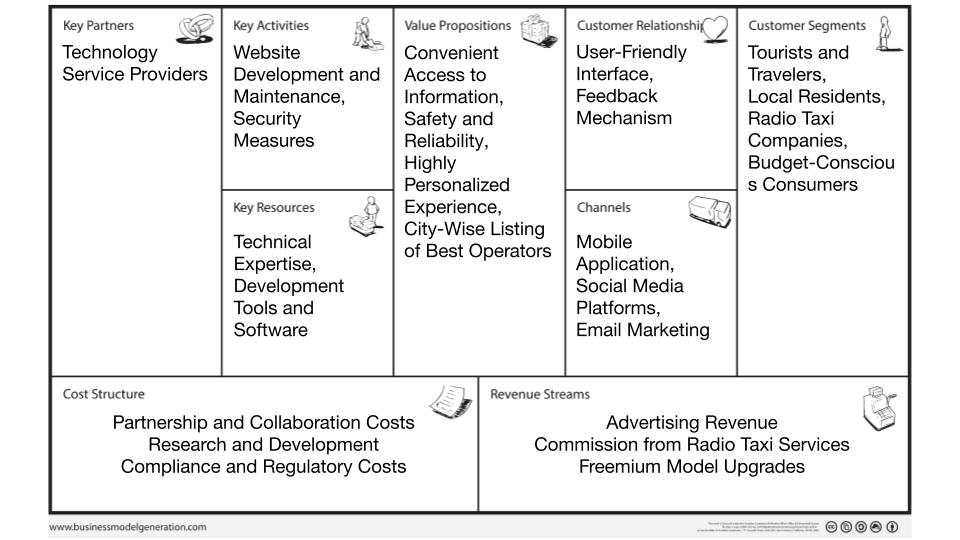 Key Partners
Technology
Service Providers
Key Activities
Website
Development and
Maintenance,
Security
Measures
Key Resources
Technical
Expertise,
Development
Tools and
Software
Value Propositions
Convenient
Access to
Information,
Safety and
Reliability,
Highly
Personalized
Experience,
City-Wise Listing
of Best Operators
Customer Relationship
User-Friendly
Interface,
Feedback
Mechanism
Channels
Mobile
Application,
Social Media
Platforms,
Email Marketing
Customer Segments
Tourists and
Travelers,
Local Residents,
Radio Taxi
Companies,
Budget-Consciou
s Consumers
Cost Structure
Partnership and Collaboration Costs
Research and Development
Compliance and Regulatory Costs
Revenue Streams
Advertising Revenue
Commission from Radio Taxi Services
Freemium Model Upgrades
www.businessmodelgeneration.com